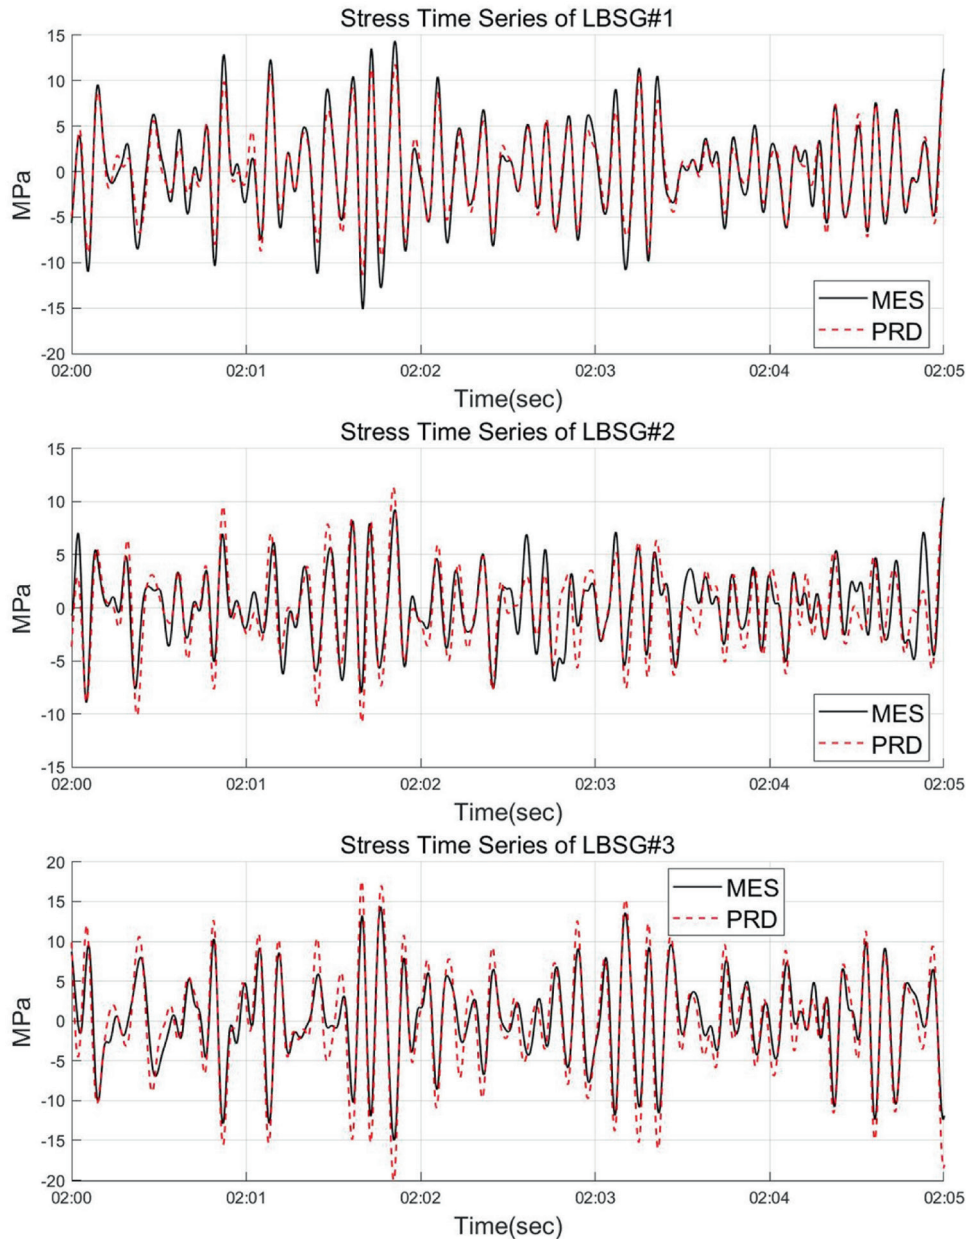 Stress Time Series of LBSG#1
15
10
5
0
-5
-10
-15
-20
MPa
MES
PRD
02:00 02:01 02:02 02:03 02:04 02:05
Time(sec)
Stress Time Series of LBSG#2
15
10
5
0
-5
-10
-15
MPa
MES
PRD
02:00 02:01 02:02 02:03 02:04 02:05
Time(sec)
Stress Time Series of LBSG#3
20
15
10
5
0
-5
-10
-15
-20
MPa
MES
PRD
02:00 02:01 02:02 02:03 02:04 02:05
Time(sec)